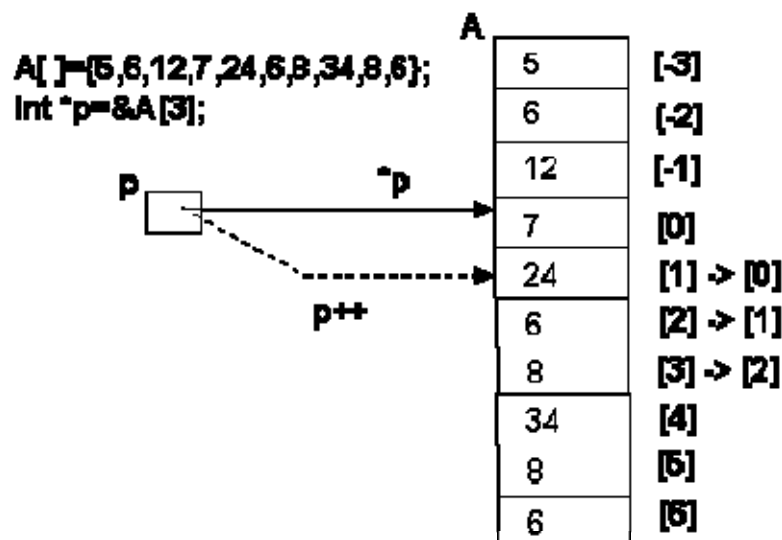 A
A[ ]={5,6,12,7,24,6,8,34,8,6};
int *p=&A[3];
5 [-3]
6 [-2]
12 [-1]
p *p
7 [0]
24 [1] -> [0]
p++
6 [2] -> [1]
8 [3] -> [2]
34 [4]
8 [5]
6 [6]